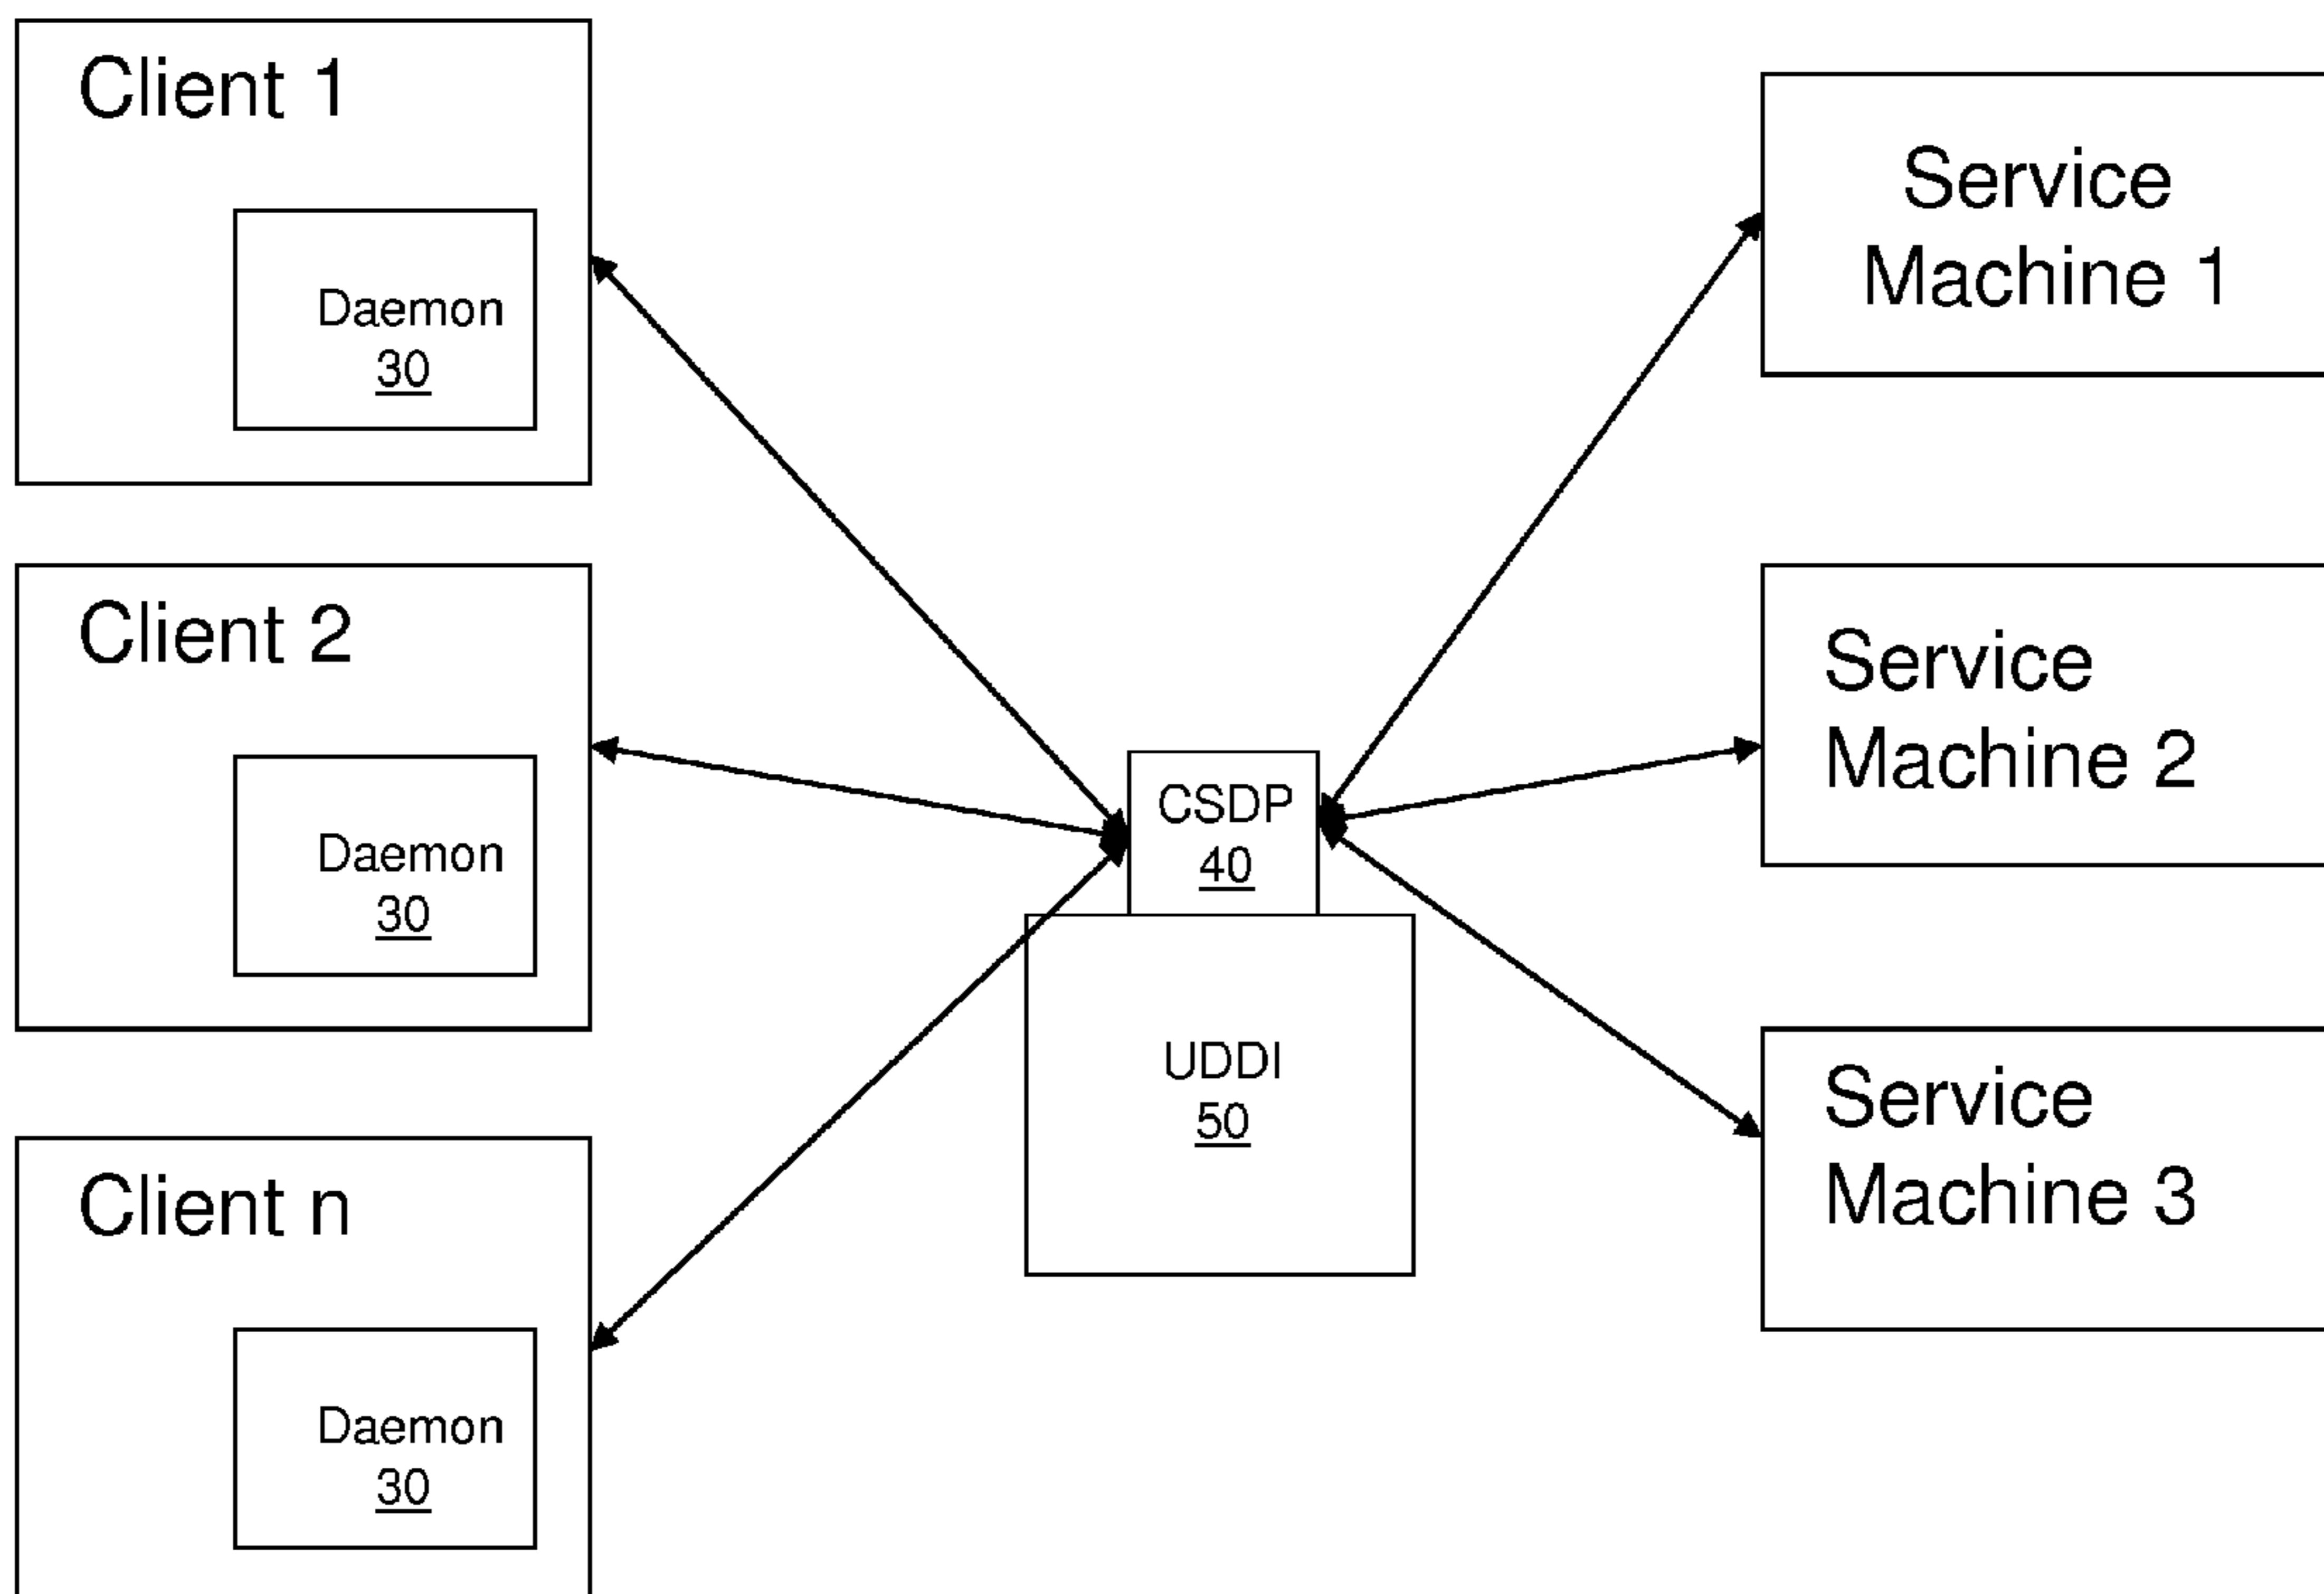 Client 1
Daemon
30
Client 2
Daemon
30
Client n
Daemon
30
CSDP
40
UDDI
50
Service
Machine 1
Service
Machine 2
Service
Machine 3